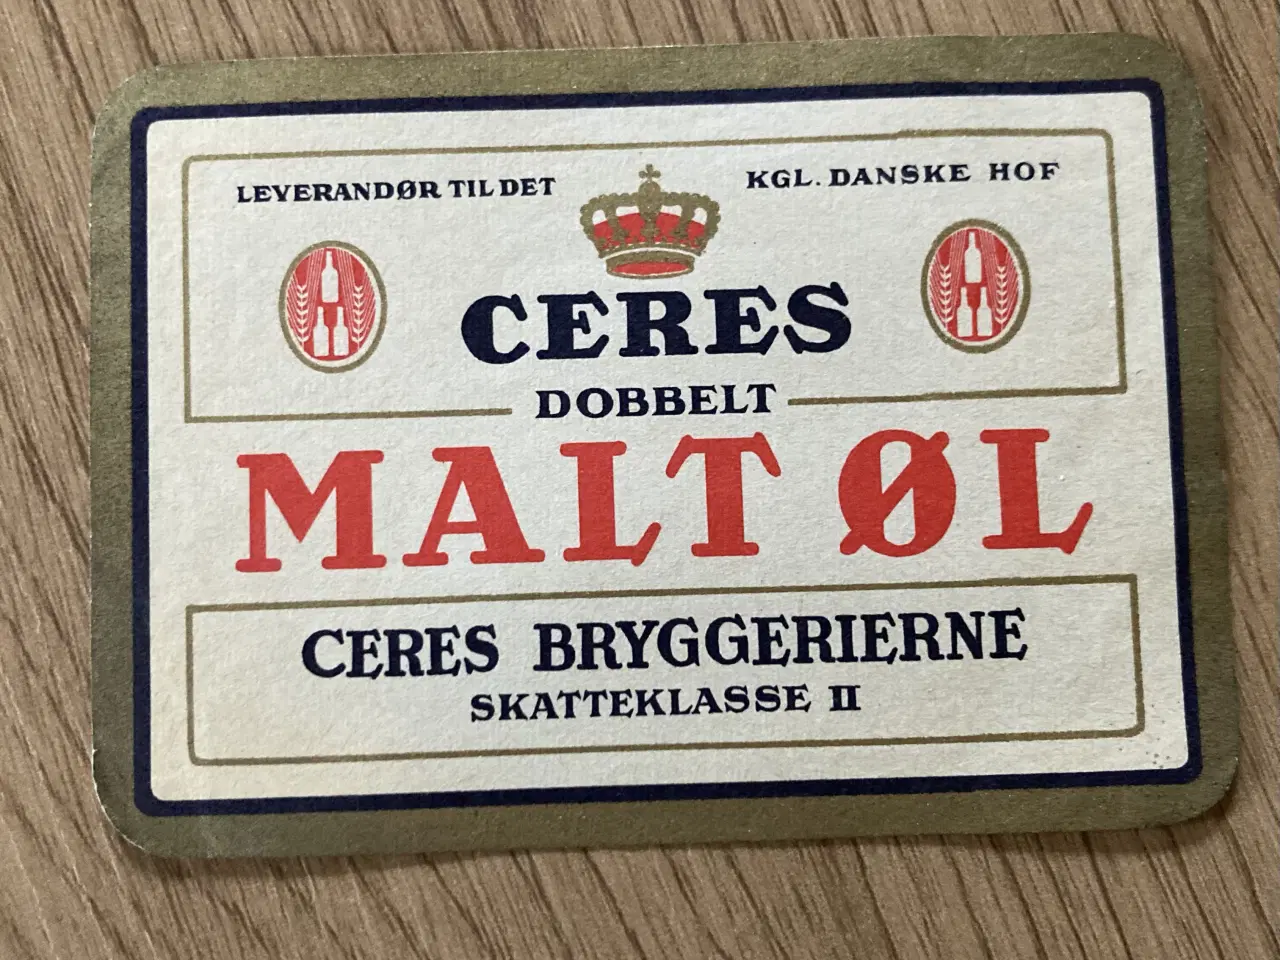 LEVERANDØR TIL DET KGL. DANSKE HOF
CERES
DOBBELT
MALT ØL
CERES BRYGGERIERNE
SKATTEKLASSE II